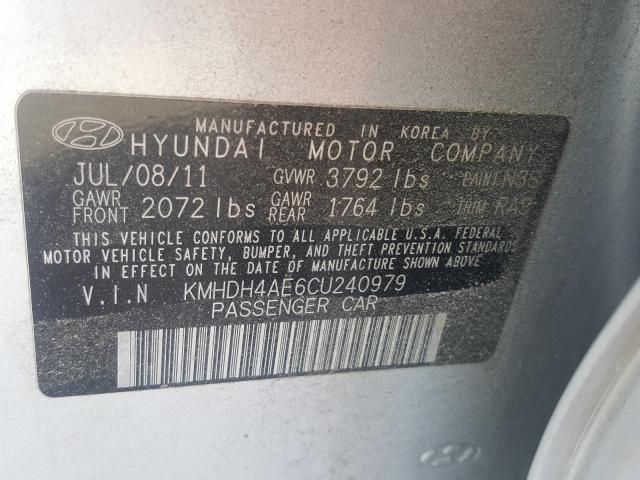 MANUFACTURED IN KOREA BY
HYUNDAI MOTOR COMPANY
JUL/08/11 GVWR 3792 lbs PAINT
GAWR FRONT 2072 lbs GAWR REAR 1764 lbs TRIM
THIS VEHICLE CONFORMS TO ALL APPLICABLE U.S.A. FEDERAL
MOTOR VEHICLE SAFETY, BUMPER, AND THEFT PREVENTION STANDARDS
IN EFFECT ON THE DATE OF MANUFACTURE SHOWN ABOVE
V.I.N KMHDH4AE6CU240979
PASSENGER CAR